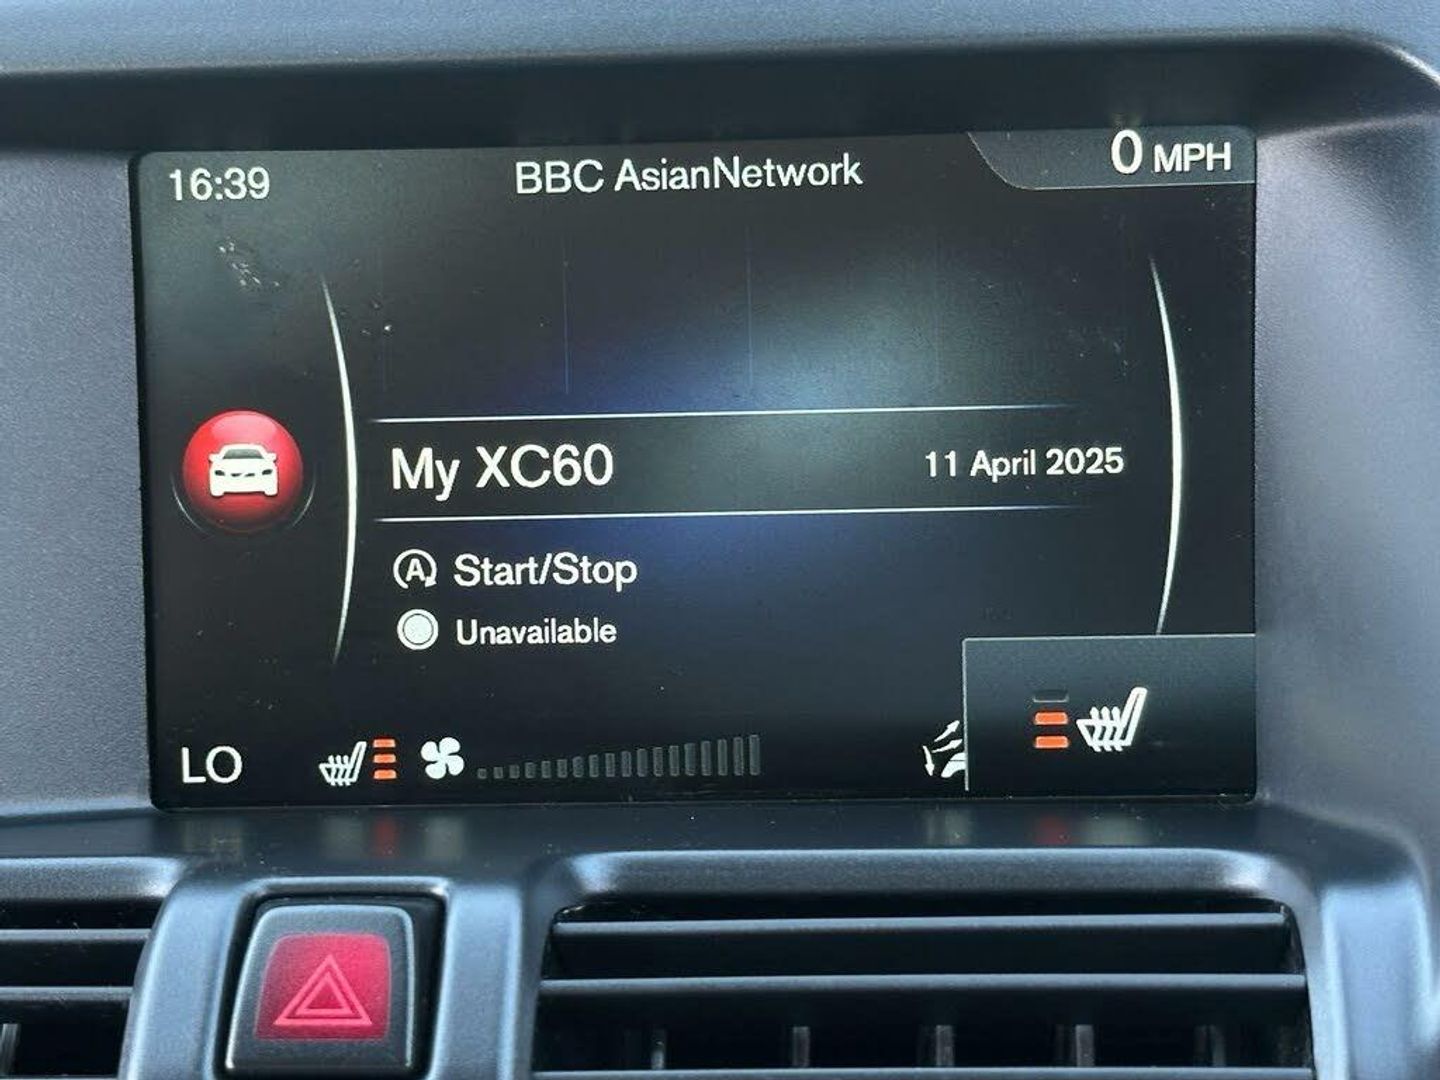 16:39
BBC AsianNetwork
0 MPH
My XC60
11 April 2025
A Start/Stop
Unavailable
LO